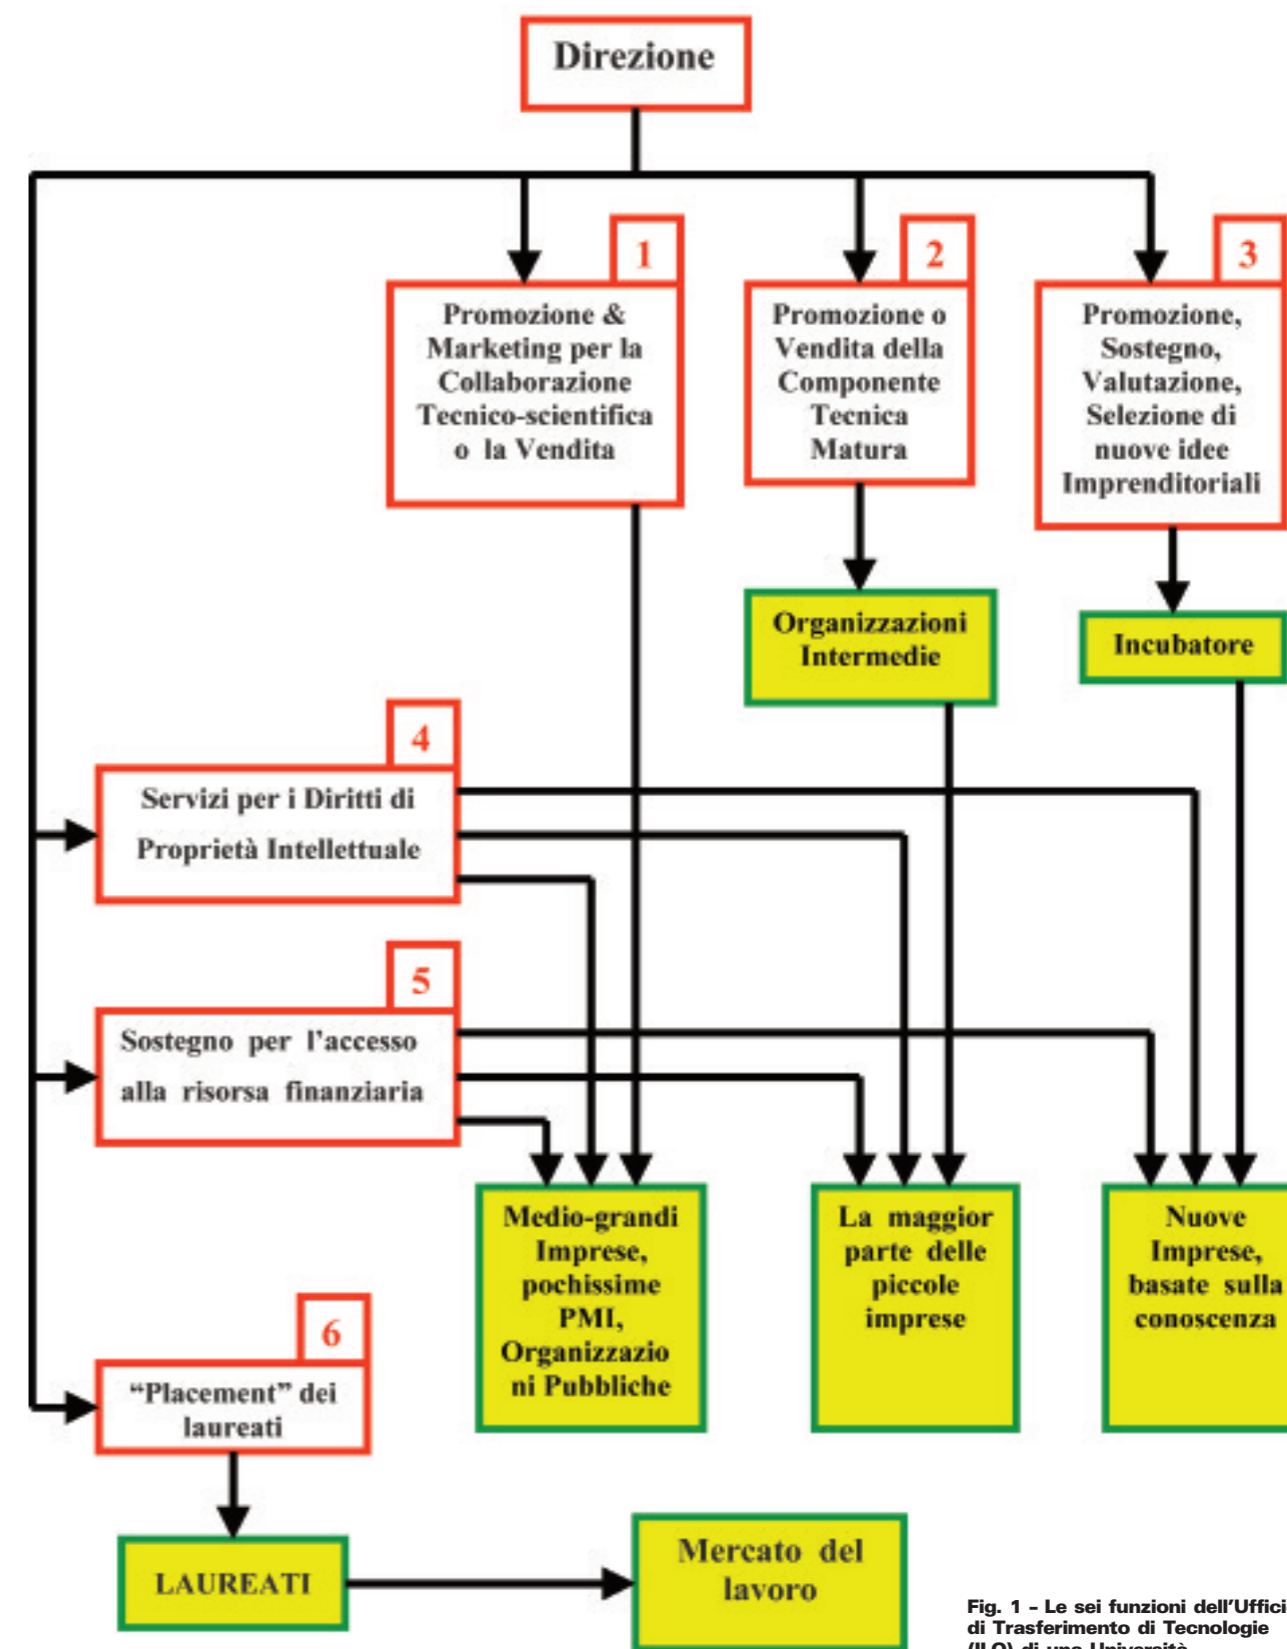 Direzione
1
Promozione &
Marketing per la
Collaborazione
Tecnico-scientifica
o la Vendita
2
Promozione o
Vendita della
Componente
Tecnica
Matura
3
Promozione,
Sostegno,
Valutazione,
Selezione di
nuove idee
Imprenditoriali
Organizzazioni
Intermedie
Incubatore
4
Servizi per i Diritti di
Proprietà Intellettuale
5
Sostegno per l'accesso
alla risorsa finanziaria
Medio-grandi
Imprese,
pochissime
PMI,
Organizzazio
ni Pubbliche
La maggior
parte delle
piccole
imprese
Nuove
Imprese,
basate sulla
conoscenza
6
“Placement” dei
laureati
LAUREATI
Mercato del
lavoro
Fig. 1 - Le sei funzioni dell'Uffici
di Trasferimento di Tecnologie
(ILO) di una Università